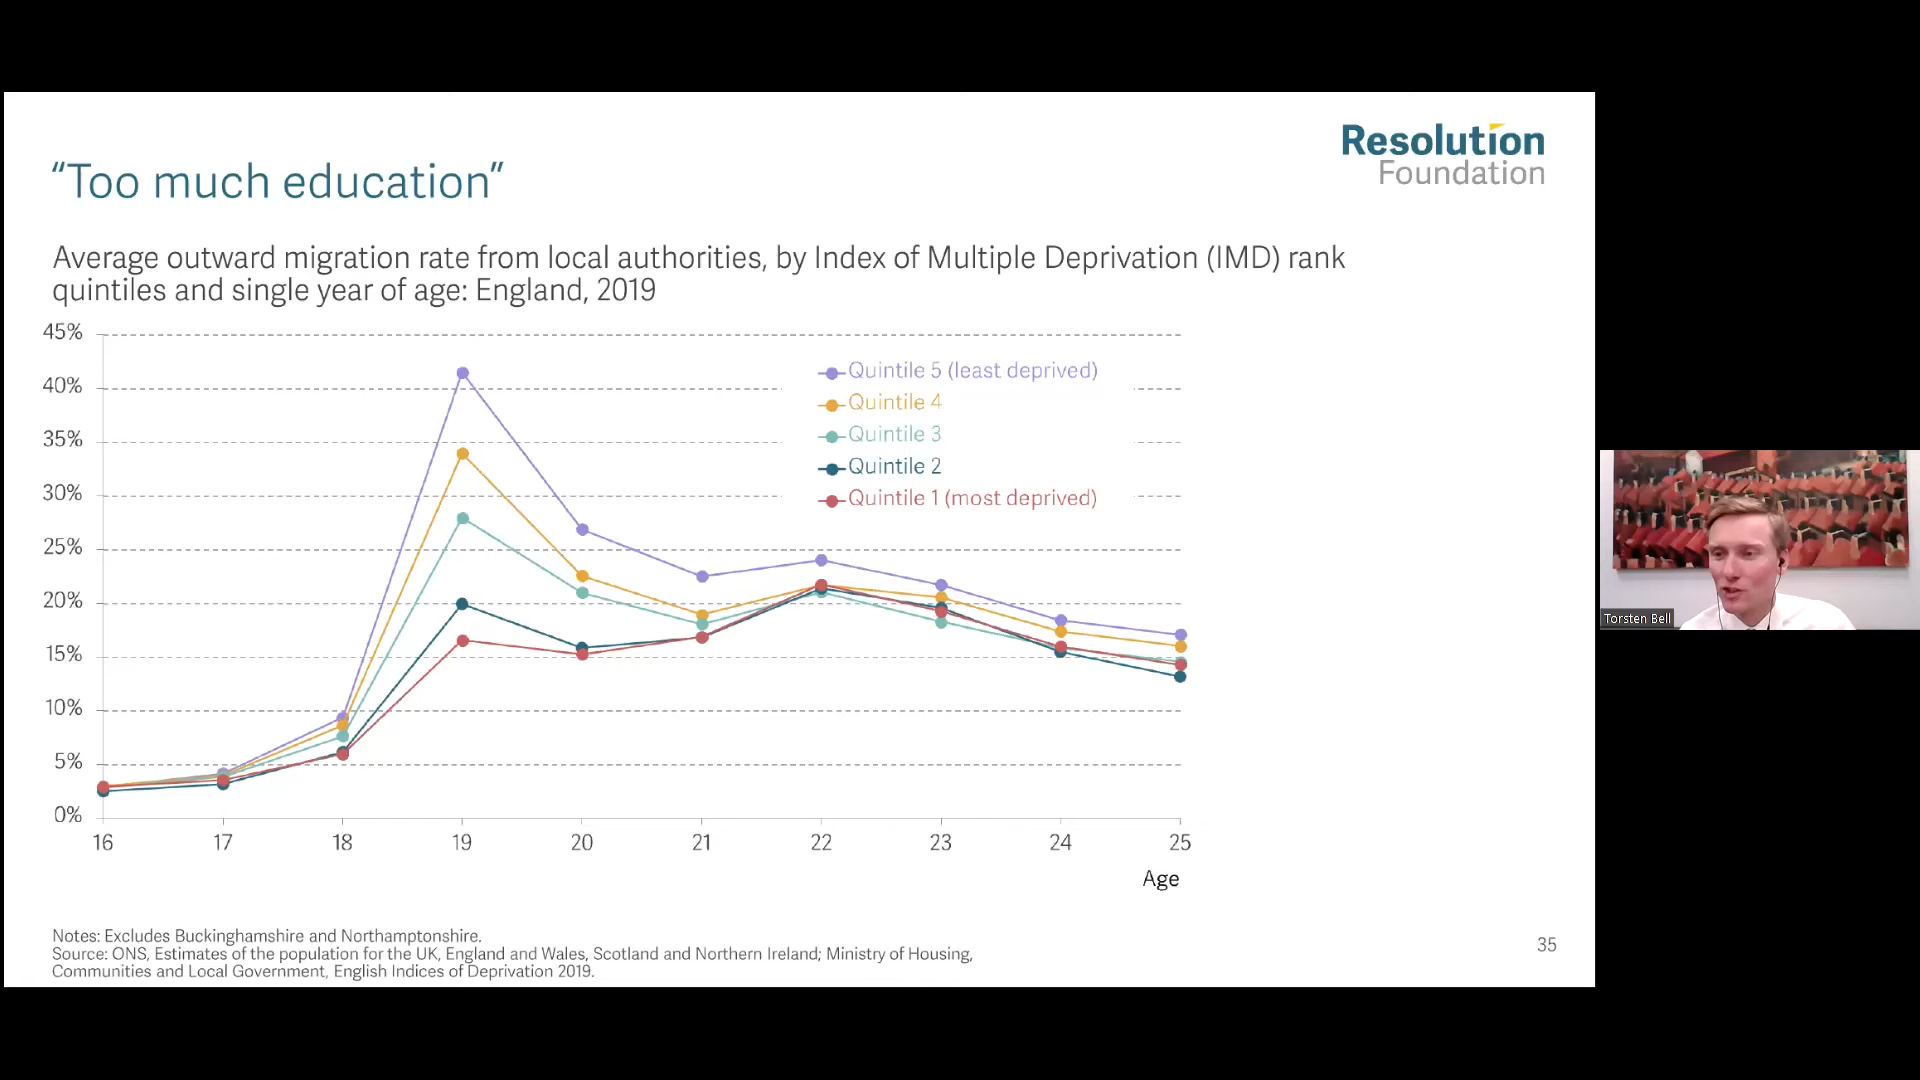 Resolution
Foundation
“Too much education”
Average outward migration rate from local authorities, by Index of Multiple Deprivation (IMD) rank
quintiles and single year of age: England, 2019
45%
40%
35%
30%
25%
20%
15%
10%
5%
0%
Quintile 5 (least deprived)
Quintile 4
Quintile 3
Quintile 2
Quintile 1 (most deprived)
16 17 18 19 20 21 22 23 24 25
Age
Notes: Excludes Buckinghamshire and Northamptonshire.
Source: ONS, Estimates of the population for the UK, England and Wales, Scotland and Northern Ireland; Ministry of Housing,
Communities and Local Government, English Indices of Deprivation 2019.
35
Torsten Bell